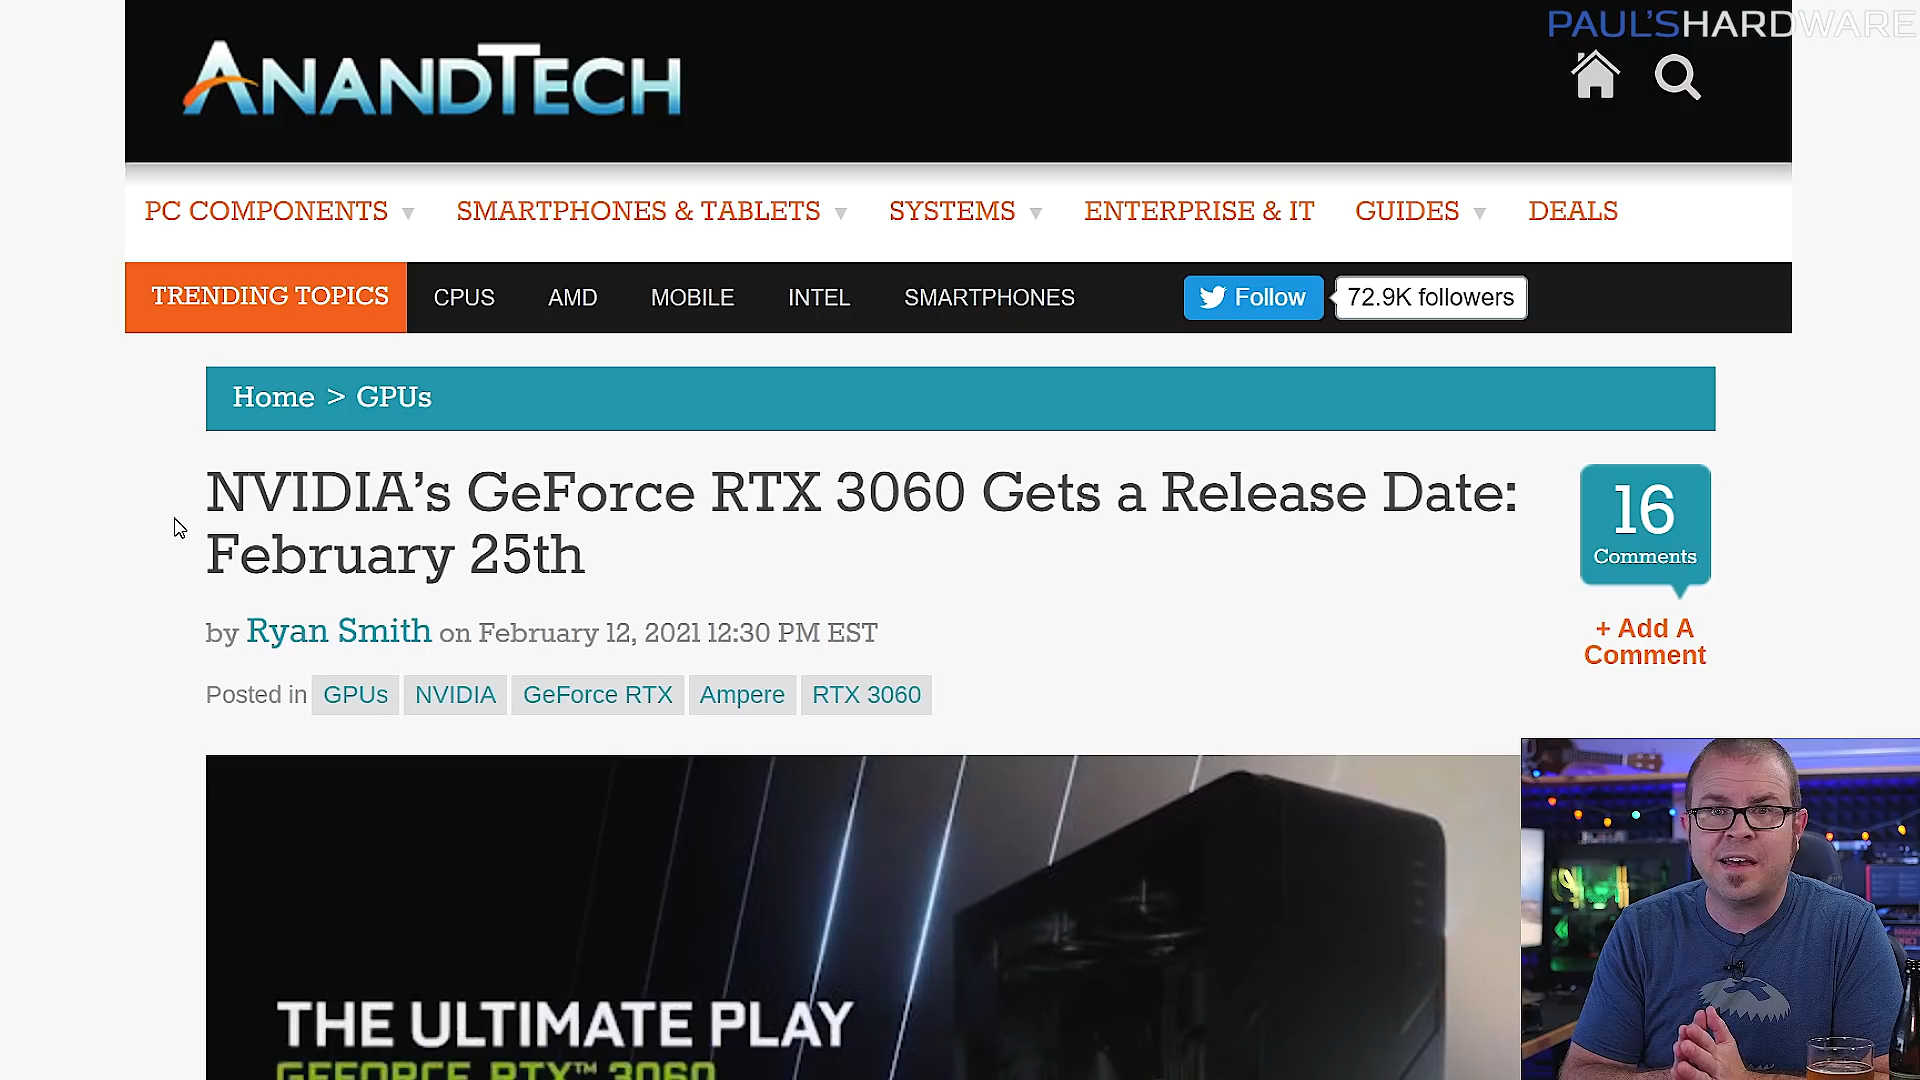 PAUL'SHARDWARE
ANANDTECH
PC COMPONENTS SMARTPHONES & TABLETS SYSTEMS ENTERPRISE & IT GUIDES DEALS
TRENDING TOPICS CPUS AMD MOBILE INTEL SMARTPHONES Follow 72.9K followers
Home > GPUs
NVIDIA's GeForce RTX 3060 Gets a Release Date:
February 25th
16
Comments
by Ryan Smith on February 12, 2021 12:30 PM EST
+ Add A
Comment
Posted in GPUs NVIDIA GeForce RTX Ampere RTX 3060
THE ULTIMATE PLAY
GEFORCE RTX™ 3060